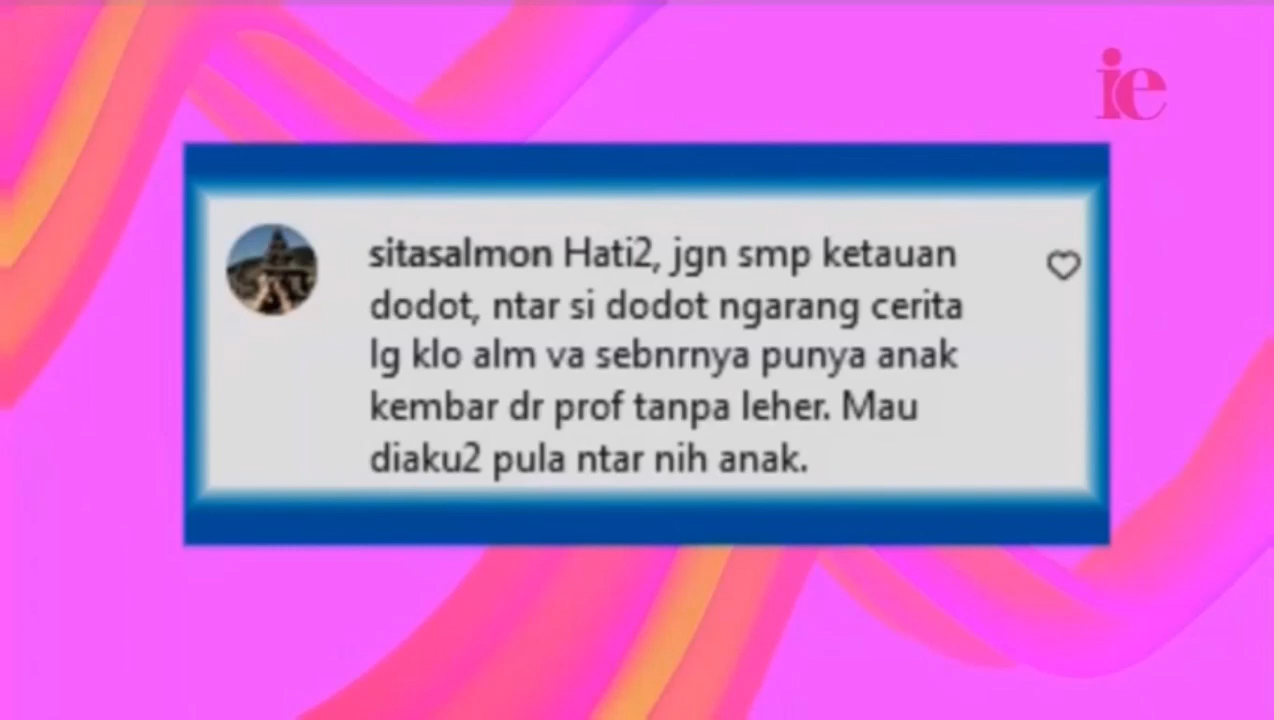 ie
sitasalmon Hati2, jgn smp ketauan
dodot, ntar si dodot ngarang cerita
lg klo alm va sebnrnya punya anak
kembar dr prof tanpa leher. Mau
diaku2 pula ntar nih anak.